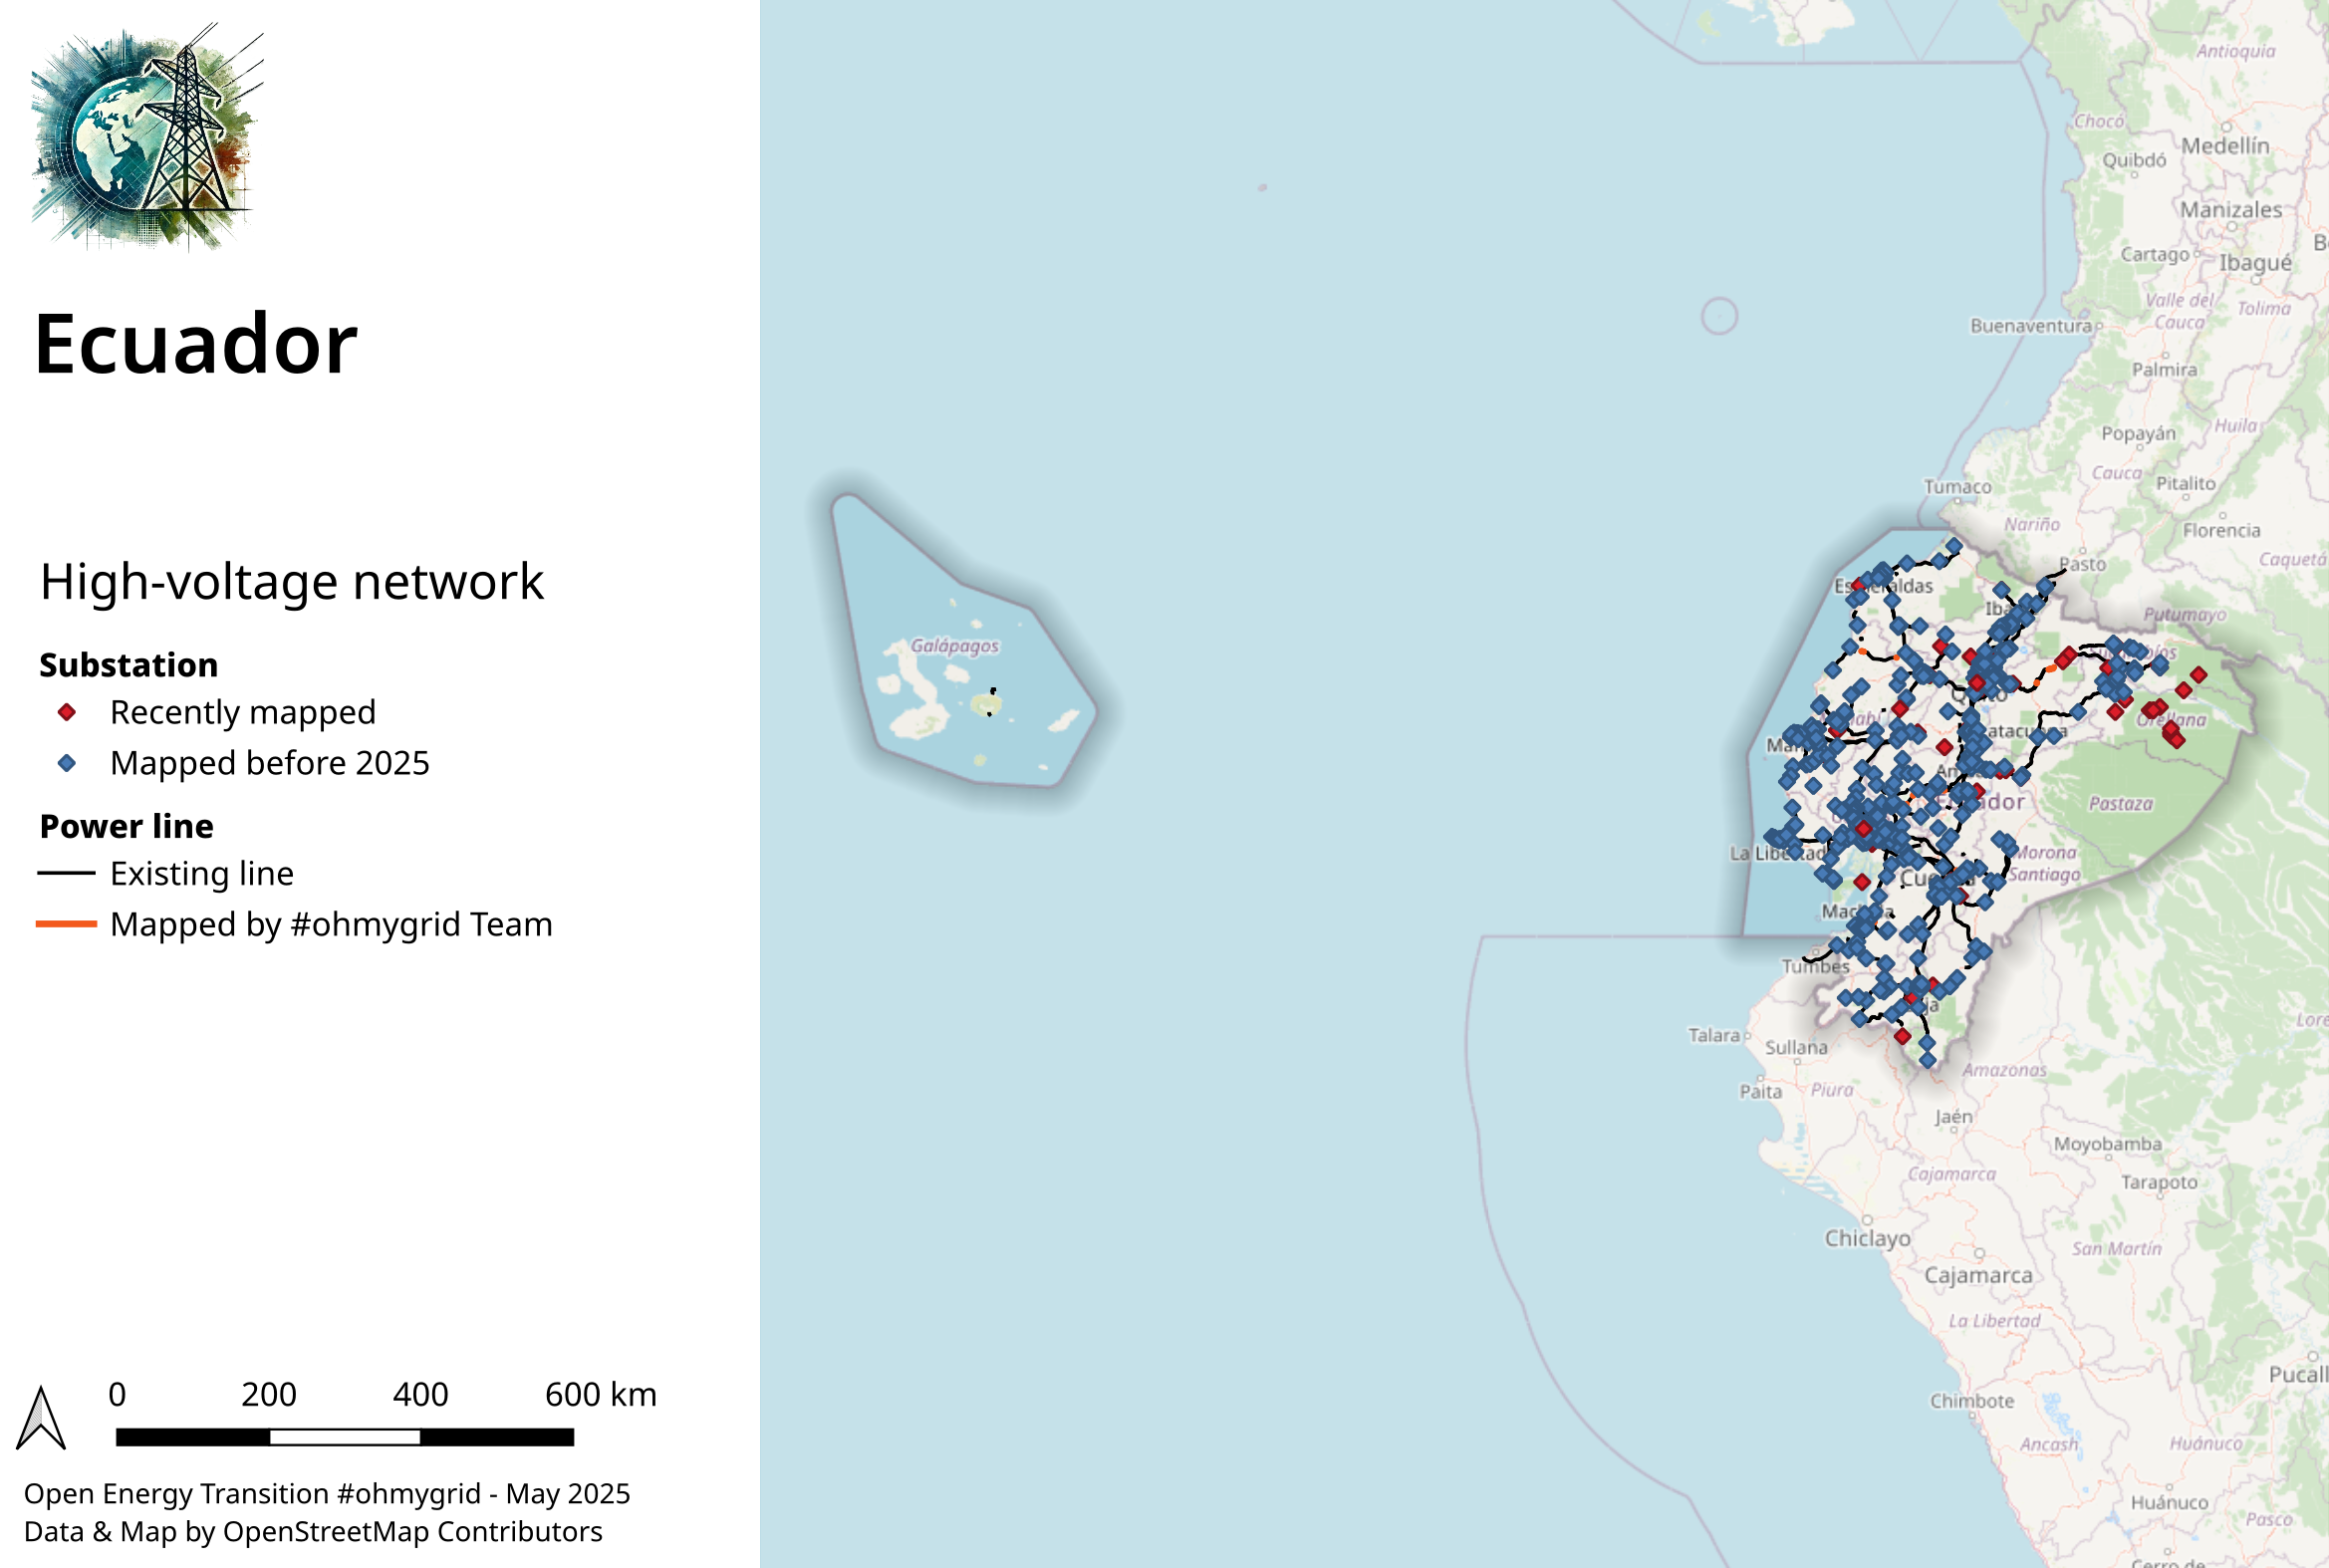 Ecuador
High-voltage network
Substation
Recently mapped
Mapped before 2025
Power line
Existing line
Mapped by #ohmygrid Team
0 200 400 600 km
Open Energy Transition #ohmygrid - May 2025
Data & Map by OpenStreetMap Contributors
Antioquia
Chocó
Medellín
Quibdó
Manizales
Cartago
Ibagué
Valle del
Cauca
Tolima
Buenaventura
Palmira
Popayán
Huila
Cauca
Pitalito
Tumaco
Nariño
Florencia
Pasto
Caquetá
Putumayo
Galápagos
Orellana
Pastaza
Morona
Santiago
Tumbes
Talara
Sullana
Amazonas
Paita
Piura
Jaén
Moyobamba
Cajamarca
Tarapoto
Chiclayo
San Martín
Cajamarca
La Libertad
Chimbote
Ancash
Huánuco
Huánuco
Pasco
Cerro de